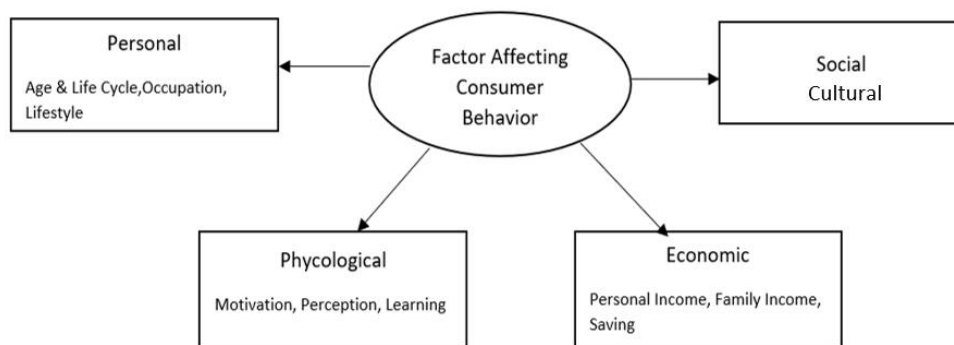 Personal
Age & Life Cycle,Occupation,
Lifestyle
Factor Affecting
Consumer
Behavior
Social
Cultural
Phycological
Motivation, Perception, Learning
Economic
Personal Income, Family Income,
Saving